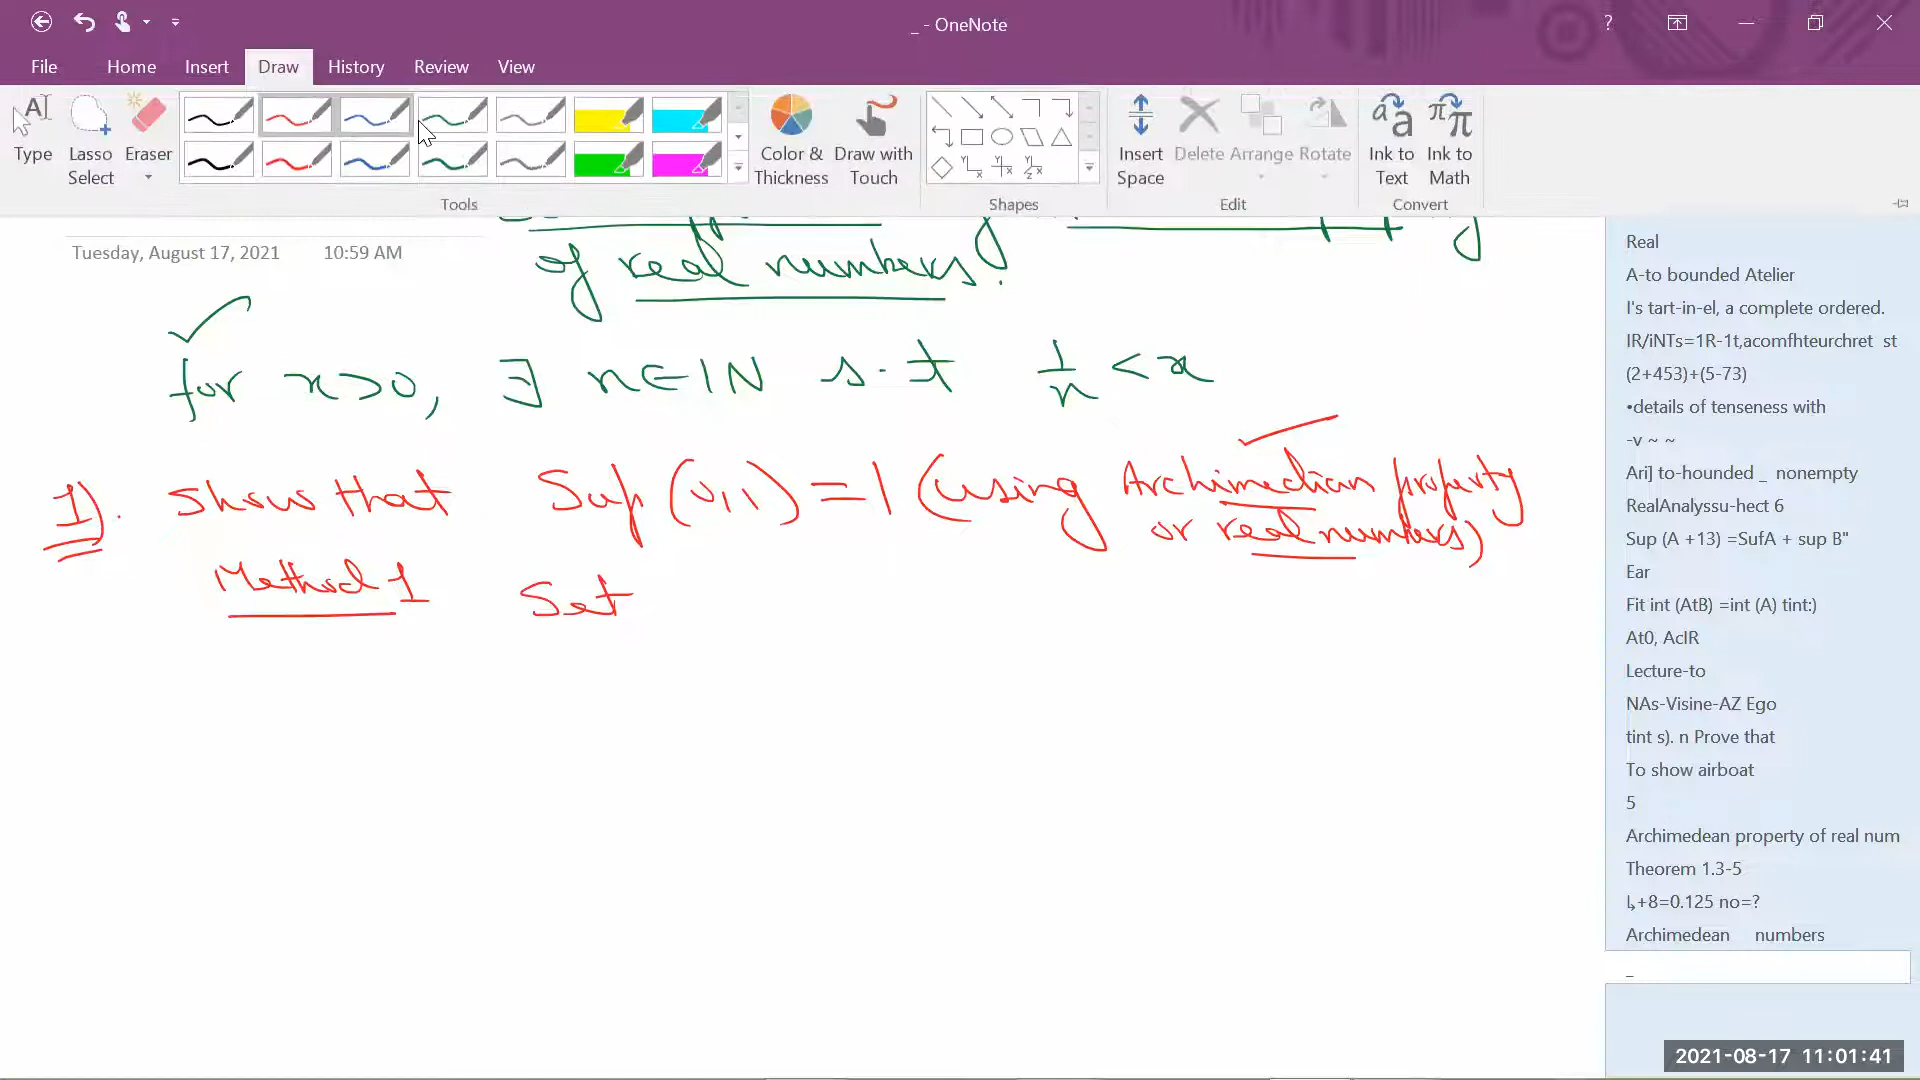 _ - OneNote
?
File Home Insert Draw History Review View
Type
Lasso Select
Eraser
Color & Thickness
Draw with Touch
Insert Space
Delete Arrange Rotate
Ink to Text
Ink to Math
Tools Shapes Edit Convert
Tuesday, August 17, 2021 10:59 AM
of real numbers.
for x>0, ∃ n∈IN s.t 1/n < x
1). Show that Sup (0,1) = 1 (using Archimedian property
or real numbers)
Method 1 Set
Real
A-to bounded Atelier
I's tart-in-el, a complete ordered.
IR/iNTs=1R-1t,acomfhteurchret st
(2+453)+(5-73)
•details of tenseness with
-v ~ ~
Ari] to-hounded _ nonempty
RealAnalyssu-hect 6
Sup (A +13) =SufA + sup B"
Ear
Fit int (AtB) =int (A) tint:)
At0, AcIR
Lecture-to
NAs-Visine-AZ Ego
tint s). n Prove that
To show airboat
5
Archimedean property of real num
Theorem 1.3-5
↳+8=0.125 no=?
Archimedean numbers
_
2021-08-17 11:01:41